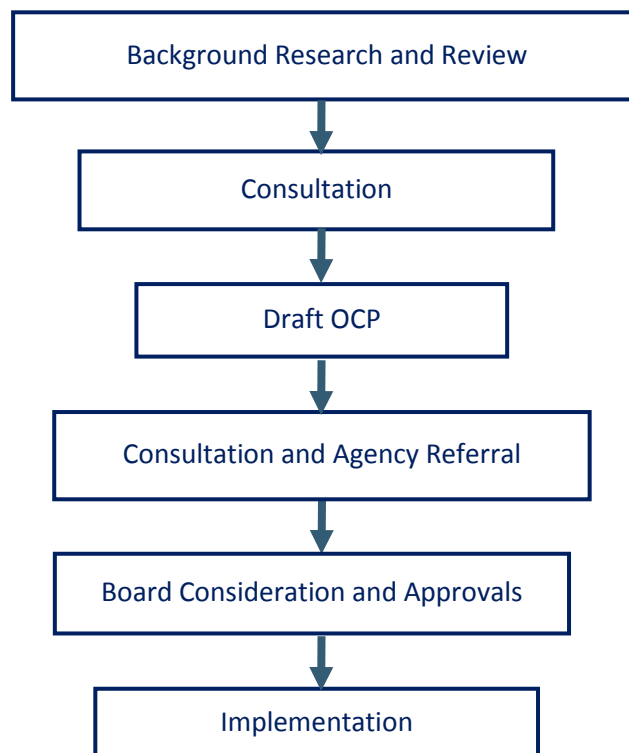 Background Research and Review
Consultation
Draft OCP
Consultation and Agency Referral
Board Consideration and Approvals
Implementation